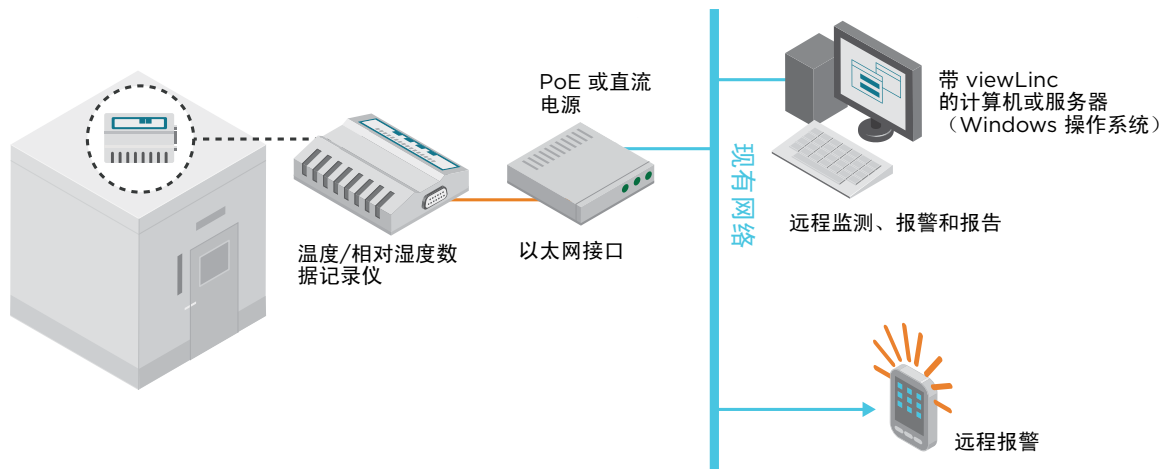 PoE 或直流
电源
带 viewLinc
的计算机或服务器
（Windows 操作系统）
现有网络
温度/相对湿度数
据记录仪
以太网接口
远程监测、报警和报告
远程报警